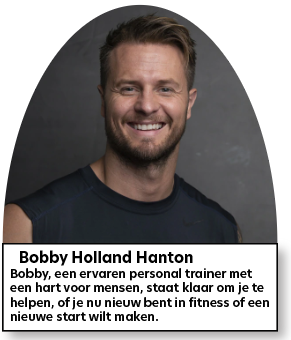 Bobby Holland Hanton
Bobby, een ervaren personal trainer met
een hart voor mensen, staat klaar om je te
helpen, of je nu nieuw bent in fitness of een
nieuwe start wilt maken.